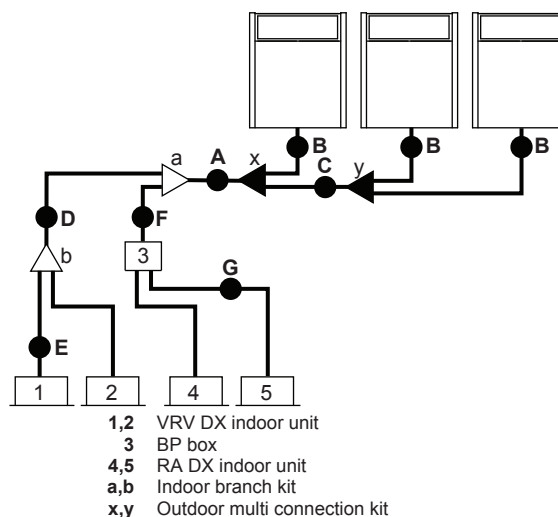 B
B
B
a
A
x
C
y
D
F
b
3
G
E
1
2
4
5
1,2 VRV DX indoor unit
3 BP box
4,5 RA DX indoor unit
a,b Indoor branch kit
x,y Outdoor multi connection kit